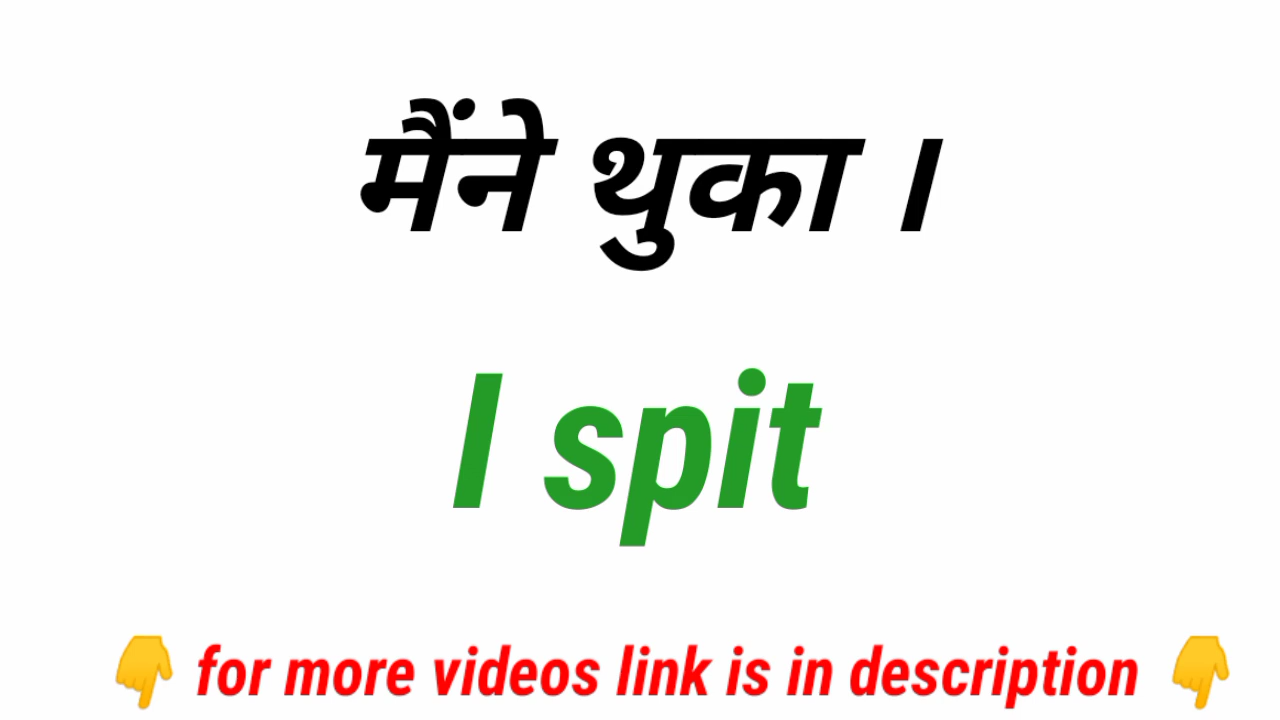 मैंने थुका ।
I spit
👇 for more videos link is in description 👇